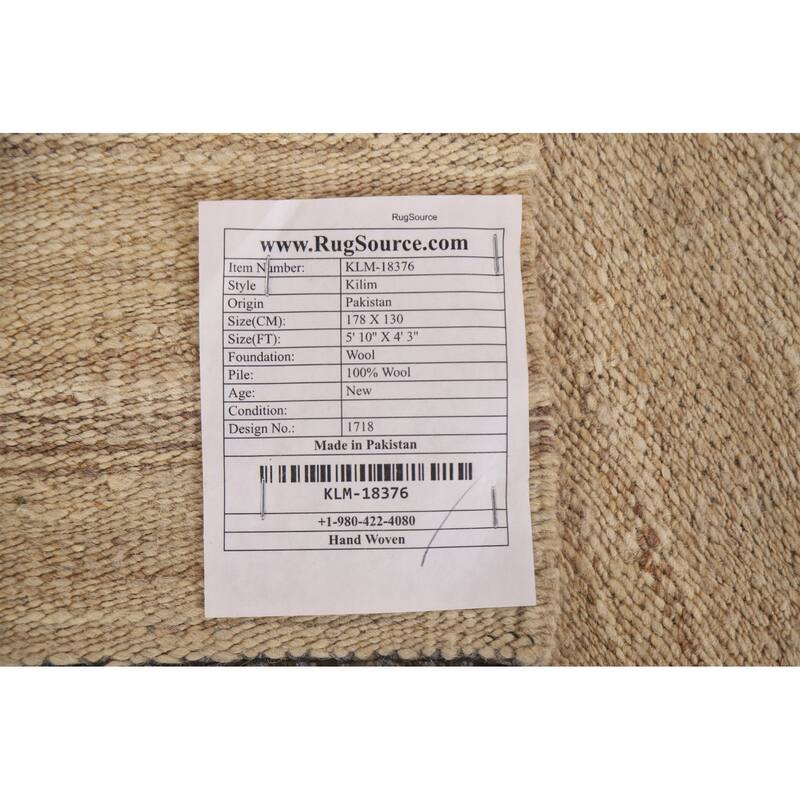 RugSource
www.RugSource.com
Item Number: KLM-18376
Style Kilim
Origin Pakistan
Size(CM): 178 X 130
Size(FT): 5' 10" X 4' 3"
Foundation: Wool
Pile: 100% Wool
Age: New
Condition:
Design No.: 1718
Made in Pakistan
KLM-18376
+1-980-422-4080
Hand Woven